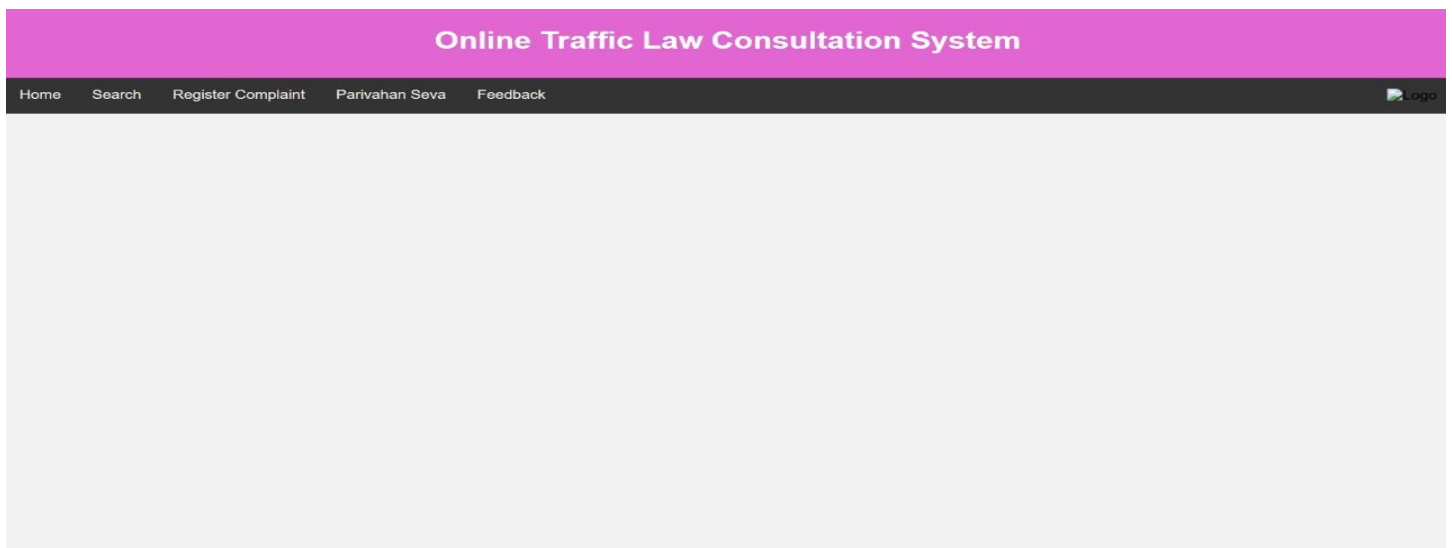 Online Traffic Law Consultation System
Home Search Register Complaint Parivahan Seva Feedback Logo